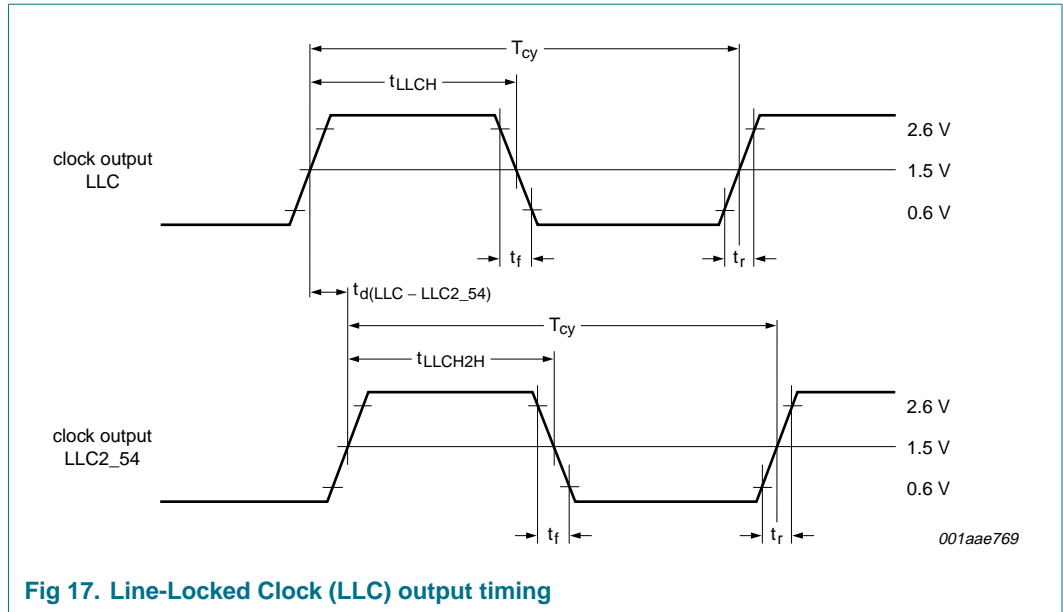 Tcy
tLLCH
2.6 V
clock output
LLC
1.5 V
0.6 V
tf
tr
td(LLC − LLC2_54)
Tcy
tLLCH2H
2.6 V
clock output
LLC2_54
1.5 V
0.6 V
tf
tr
001aae769
Fig 17. Line-Locked Clock (LLC) output timing